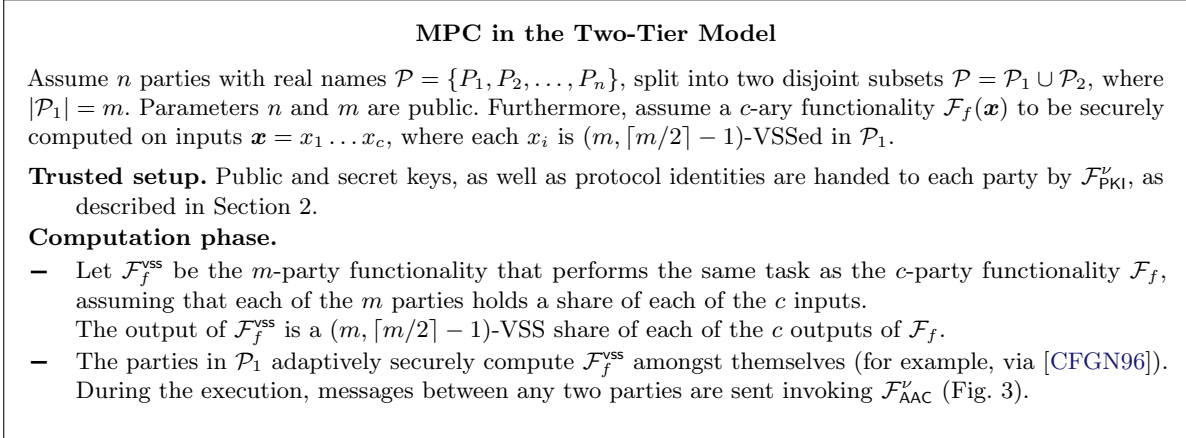 MPC in the Two-Tier Model
Assume n parties with real names 𝒫 = {P₁, P₂, . . . , Pₙ}, split into two disjoint subsets 𝒫 = 𝒫₁ ∪ 𝒫₂, where
|𝒫₁| = m. Parameters n and m are public. Furthermore, assume a c-ary functionality ℱ_f(𝒙) to be securely
computed on inputs 𝒙 = x₁ . . . x_c, where each x_i is (m, ⌈m/2⌉ − 1)-VSSed in 𝒫₁.
Trusted setup. Public and secret keys, as well as protocol identities are handed to each party by ℱ^ν_PKI, as
described in Section 2.
Computation phase.
– Let ℱ^vss_f be the m-party functionality that performs the same task as the c-party functionality ℱ_f,
assuming that each of the m parties holds a share of each of the c inputs.
The output of ℱ^vss_f is a (m, ⌈m/2⌉ − 1)-VSS share of each of the c outputs of ℱ_f.
– The parties in 𝒫₁ adaptively securely compute ℱ^vss_f amongst themselves (for example, via [CFGN96]).
During the execution, messages between any two parties are sent invoking ℱ^ν_AAC (Fig. 3).